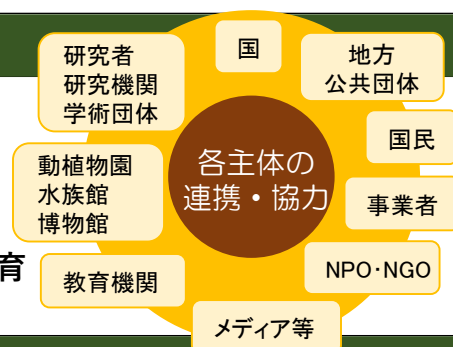 国
研究者
研究機関
学術団体
地方
公共団体
国民
各主体の
連携・協力
動植物園
水族館
博物館
事業者
育
教育機関
NPO・NGO
メディア等